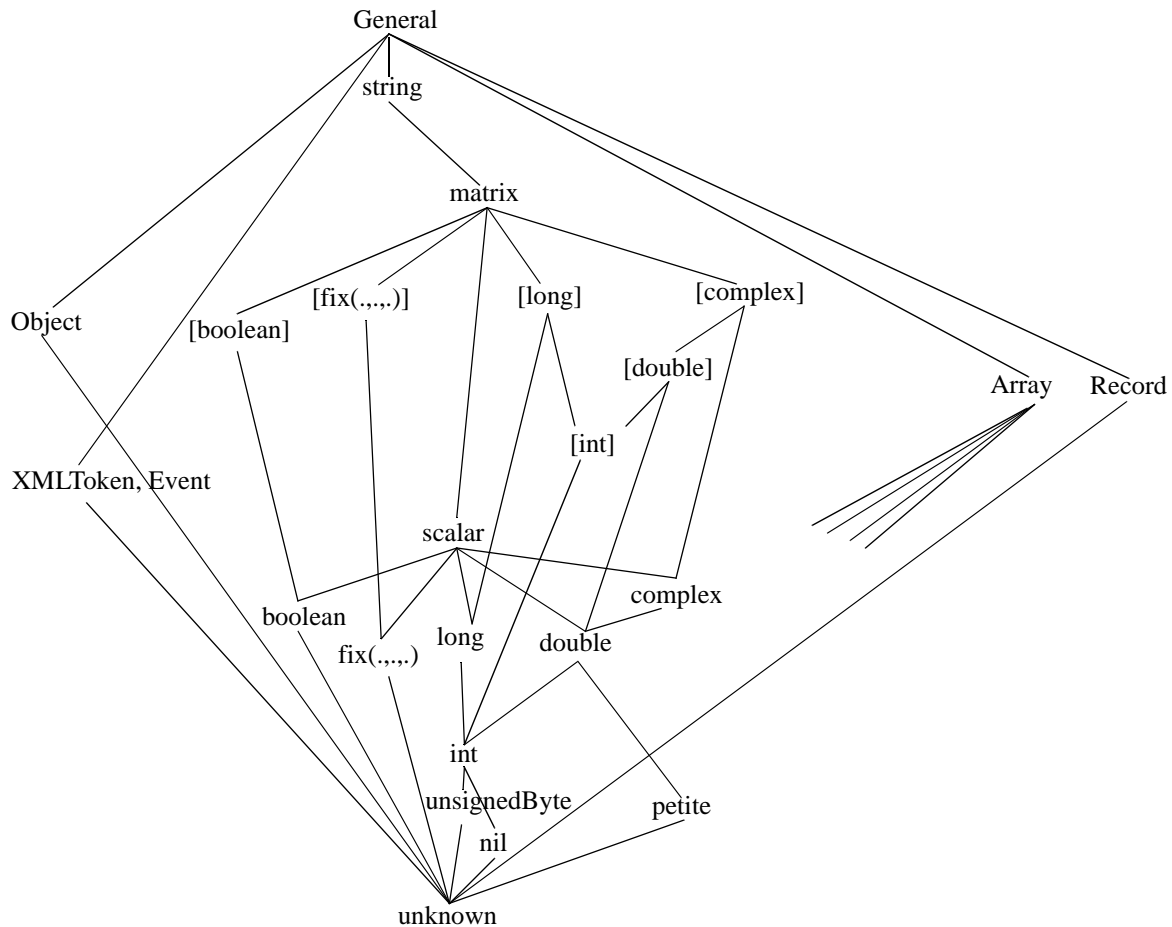 General
string
matrix
[fix(.,.,.)]
[long]
[complex]
Object
[boolean]
[double]
Array
Record
[int]
XMLToken, Event
scalar
complex
boolean
long
double
fix(.,.,.)
int
unsignedByte
petite
nil
unknown